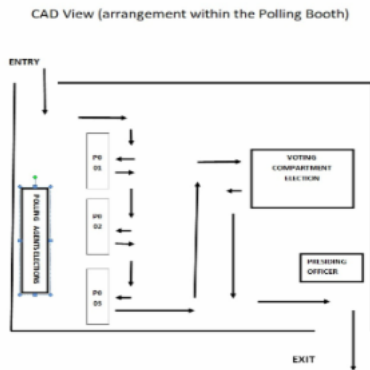 CAD View (arrangement within the Polling Booth)
ENTRY
PO
01
VOTING
COMPARTMENT
ELECTION
POLLING AGENTS ELECTIONS
PO
02
PRESIDING
OFFICER
PO
03
EXIT